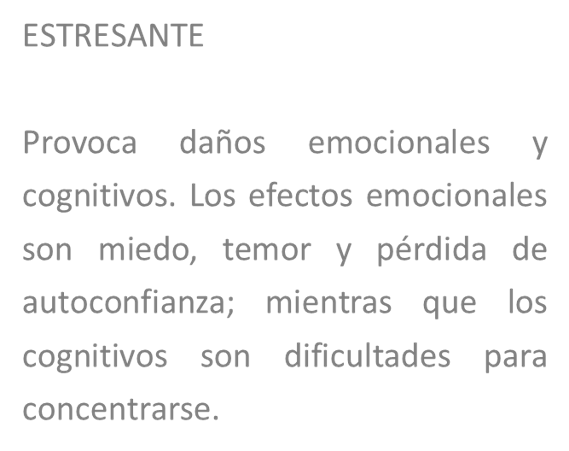 ESTRESANTE
Provoca daños emocionales y
cognitivos. Los efectos emocionales
son miedo, temor y pérdida de
autoconfianza; mientras que los
cognitivos son dificultades para
concentrarse.